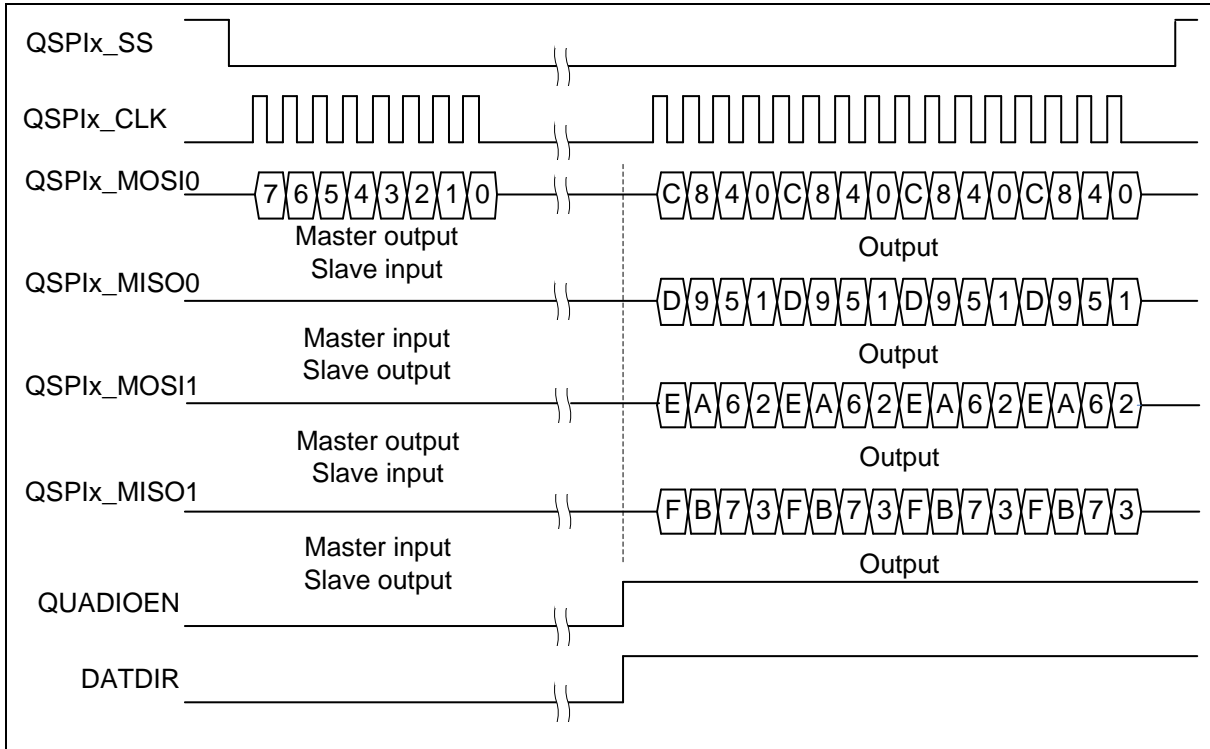 QSPIx_SS
QSPIx_CLK
QSPIx_MOSI0
7 6 5 4 3 2 1 0
C 8 4 0 C 8 4 0 C 8 4 0 C 8 4 0
Master output
Slave input
Output
QSPIx_MISO0
D 9 5 1 D 9 5 1 D 9 5 1 D 9 5 1
Master input
Slave output
Output
QSPIx_MOSI1
E A 6 2 E A 6 2 E A 6 2 E A 6 2
Master output
Slave input
Output
QSPIx_MISO1
F B 7 3 F B 7 3 F B 7 3 F B 7 3
Master input
Slave output
Output
QUADIOEN
DATDIR